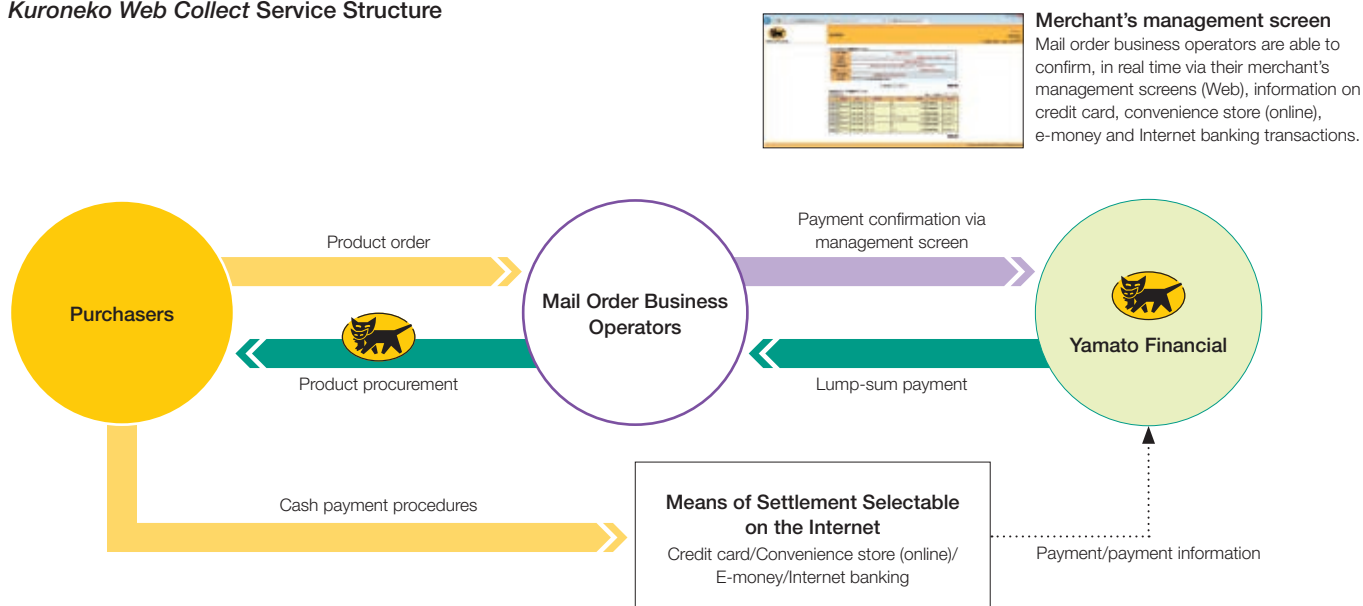 Kuroneko Web Collect Service Structure
Merchant's management screen
Mail order business operators are able to
confirm, in real time via their merchant's
management screens (Web), information on
credit card, convenience store (online),
e-money and Internet banking transactions.
Product order
Payment confirmation via
management screen
Purchasers
Mail Order Business
Operators
Yamato Financial
Product procurement
Lump-sum payment
Cash payment procedures
Means of Settlement Selectable
on the Internet
Credit card/Convenience store (online)/
E-money/Internet banking
Payment/payment information